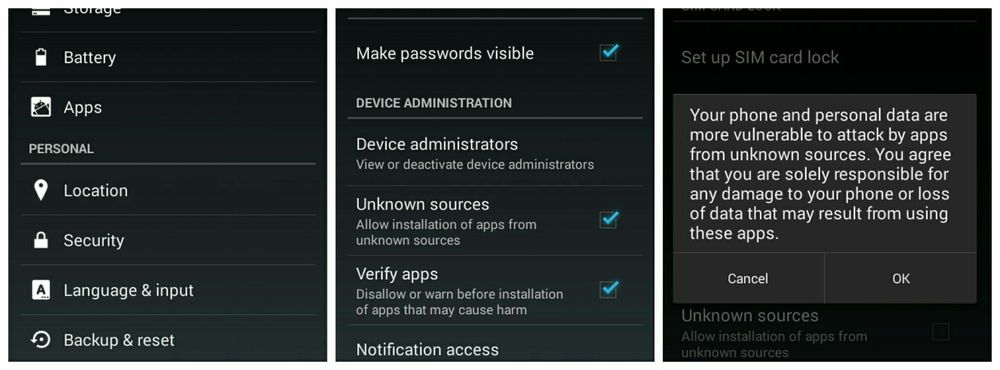 Storage
Battery
Apps
PERSONAL
Location
Security
Language & input
Backup & reset
Make passwords visible
DEVICE ADMINISTRATION
Device administrators
View or deactivate device administrators
Unknown sources
Allow installation of apps from
unknown sources
Verify apps
Disallow or warn before installation
of apps that may cause harm
Notification access
SIM CARD LOCK
Set up SIM card lock
Your phone and personal data are
more vulnerable to attack by apps
from unknown sources. You agree
that you are solely responsible for
any damage to your phone or loss
of data that may result from using
these apps.
Cancel
OK
Unknown sources
Allow installation of apps from
unknown sources